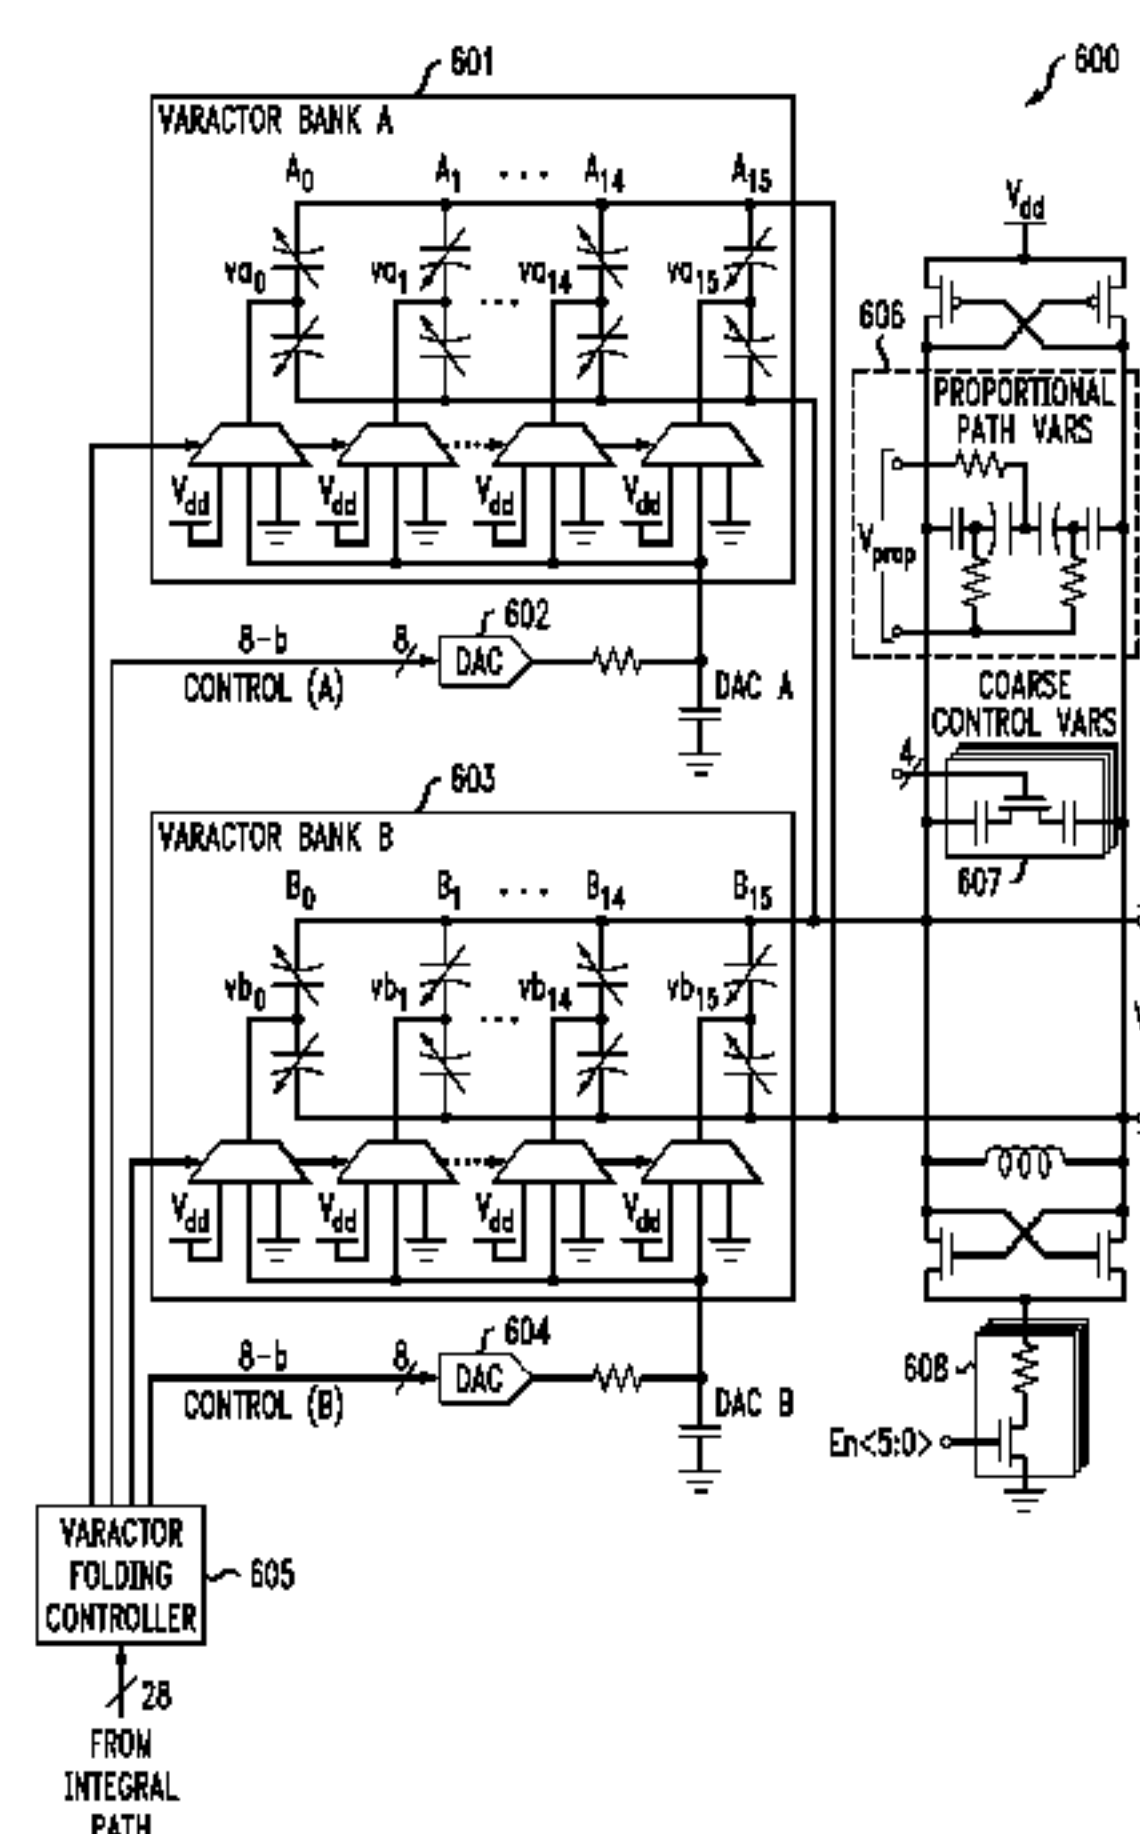 601
600
VARACTOR BANK A
A0 A1 ... A14 A15
Vdd
va0 va1 ... va14 va15
606
PROPORTIONAL
PATH VARS
Vdd Vdd Vdd Vdd
Vprop
602
8-b
8
DAC
CONTROL (A)
DAC A
COARSE
CONTROL VARS
4
603
VARACTOR BANK B
607
B0 B1 ... B14 B15
vb0 vb1 ... vb14 vb15
Vdd Vdd Vdd Vdd
604
8-b
8
DAC
CONTROL (B)
DAC B
608
En<5:0>
VARACTOR
FOLDING
CONTROLLER
605
28
FROM
INTEGRAL
PATH